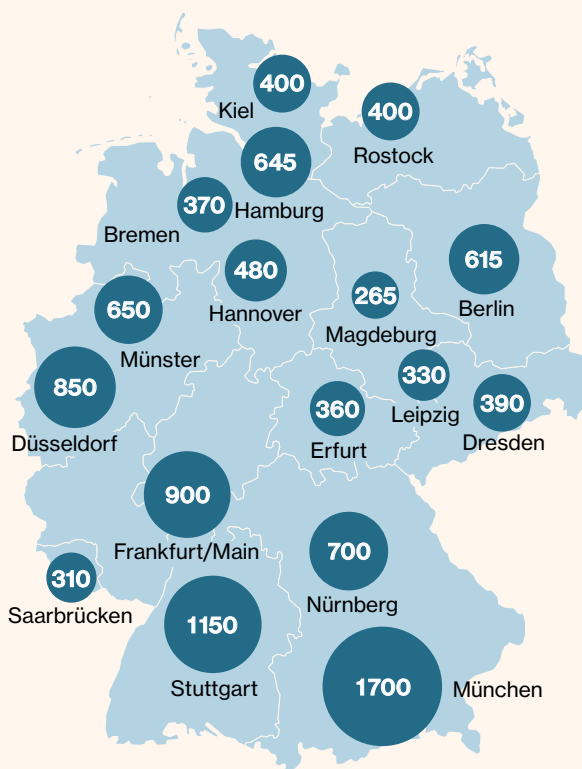 400
Kiel
400
Rostock
645
Hamburg
370
Bremen
480
Hannover
615
Berlin
265
Magdeburg
650
Münster
850
Düsseldorf
330
Leipzig
390
Dresden
360
Erfurt
900
Frankfurt/Main
700
Nürnberg
310
Saarbrücken
1150
Stuttgart
1700
München